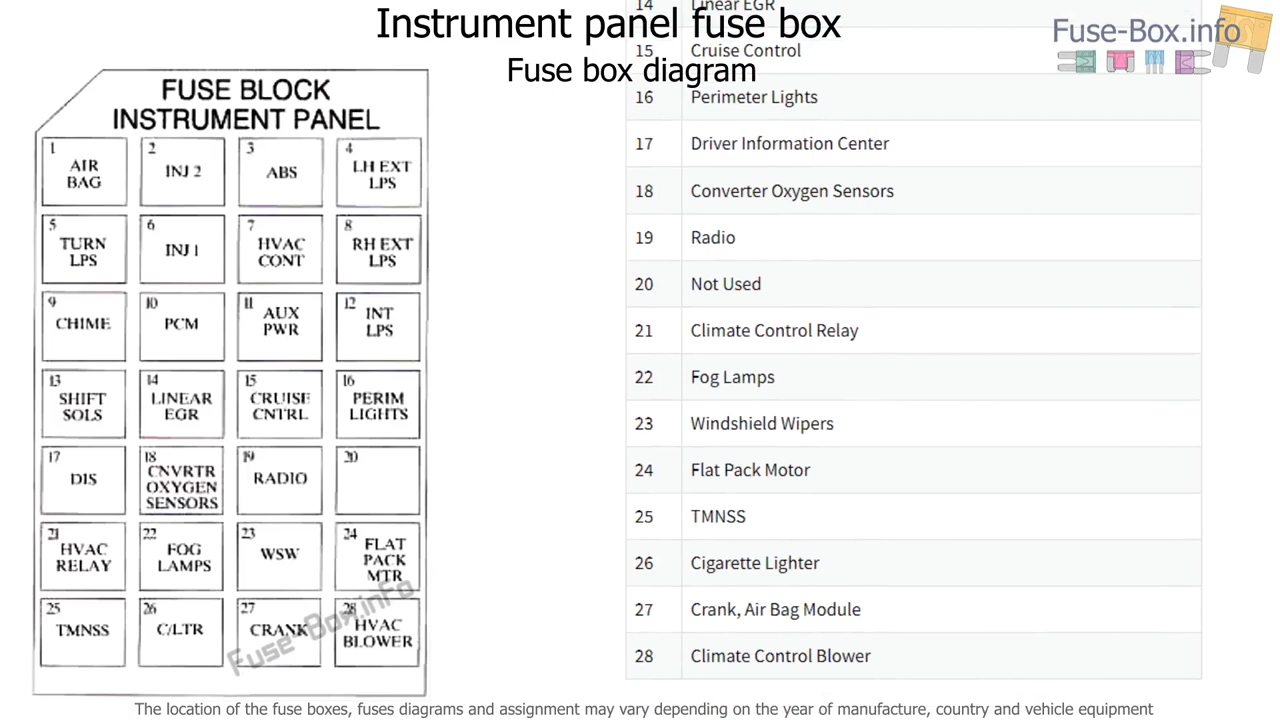 Instrument panel fuse box
Fuse box diagram
Fuse-Box.info
FUSE BLOCK
INSTRUMENT PANEL
1
AIR
BAG
2
INJ 2
3
ABS
4
LH EXT
LPS
5
TURN
LPS
6
INJ 1
7
HVAC
CONT
8
RH EXT
LPS
9
CHIME
10
PCM
11
AUX
PWR
12
INT
LPS
13
SHIFT
SOLS
14
LINEAR
EGR
15
CRUISE
CNTRL
16
PERIM
LIGHTS
17
DIS
18
CNVRTR
OXYGEN
SENSORS
19
RADIO
20
21
HVAC
RELAY
22
FOG
LAMPS
23
WSW
24
FLAT
PACK
MTR
25
TMNSS
26
C/LTR
27
CRANK
28
HVAC
BLOWER
Fuse-Box.inFo
14 Linear EGR
15 Cruise Control
16 Perimeter Lights
17 Driver Information Center
18 Converter Oxygen Sensors
19 Radio
20 Not Used
21 Climate Control Relay
22 Fog Lamps
23 Windshield Wipers
24 Flat Pack Motor
25 TMNSS
26 Cigarette Lighter
27 Crank, Air Bag Module
28 Climate Control Blower
The location of the fuse boxes, fuses diagrams and assignment may vary depending on the year of manufacture, country and vehicle equipment